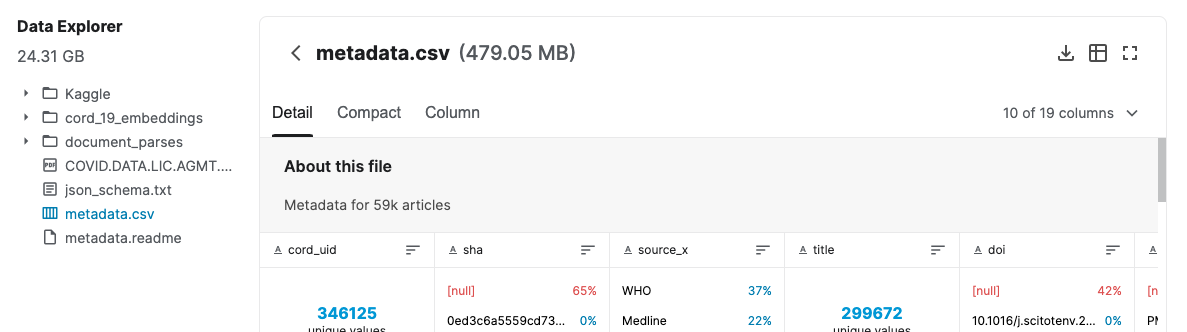 Data Explorer
24.31 GB
Kaggle
cord_19_embeddings
document_parses
COVID.DATA.LIC.AGMT....
json_schema.txt
metadata.csv
metadata.readme
metadata.csv (479.05 MB)
Detail Compact Column 10 of 19 columns
About this file
Metadata for 59k articles
A cord_uid A sha A source_x A title A doi A
[null] 65% WHO 37% [null] 42% [n
346125 299672
0ed3c6a5559cd73... 0% Medline 22% 10.1016/j.scitotenv.2... 0% PM
unique values unique values